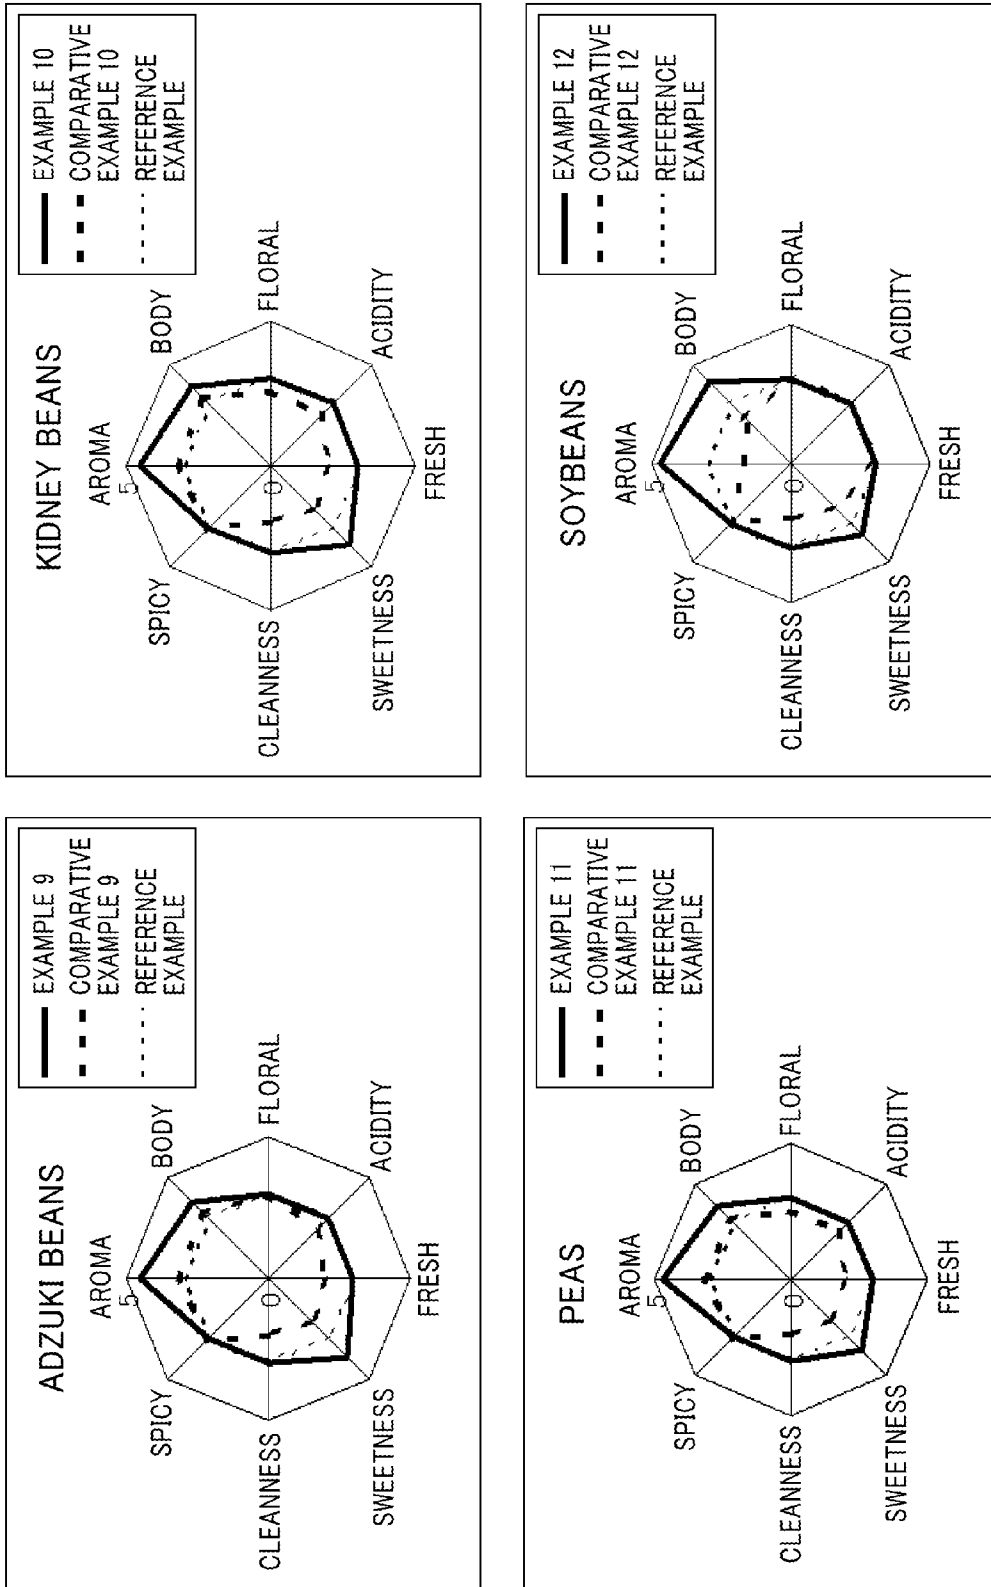 ADZUKI BEANS
EXAMPLE 9
COMPARATIVE
EXAMPLE 9
REFERENCE
EXAMPLE
AROMA
5
BODY
FLORAL
ACIDITY
FRESH
SWEETNESS
CLEANNESS
SPICY
0
KIDNEY BEANS
EXAMPLE 10
COMPARATIVE
EXAMPLE 10
REFERENCE
EXAMPLE
AROMA
5
BODY
FLORAL
ACIDITY
FRESH
SWEETNESS
CLEANNESS
SPICY
0
PEAS
EXAMPLE 11
COMPARATIVE
EXAMPLE 11
REFERENCE
EXAMPLE
AROMA
5
BODY
FLORAL
ACIDITY
FRESH
SWEETNESS
CLEANNESS
SPICY
0
SOYBEANS
EXAMPLE 12
COMPARATIVE
EXAMPLE 12
REFERENCE
EXAMPLE
AROMA
5
BODY
FLORAL
ACIDITY
FRESH
SWEETNESS
CLEANNESS
SPICY
0